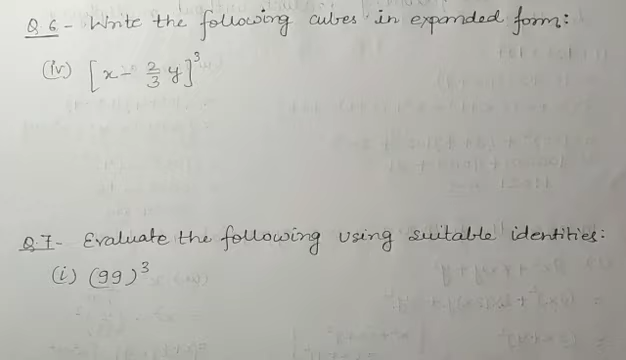 Q.6- Write the following cubes in expanded form:
(iv) [x - 2/3 y]³
Q.7- Evaluate the following using suitable identities:
(i) (99)³